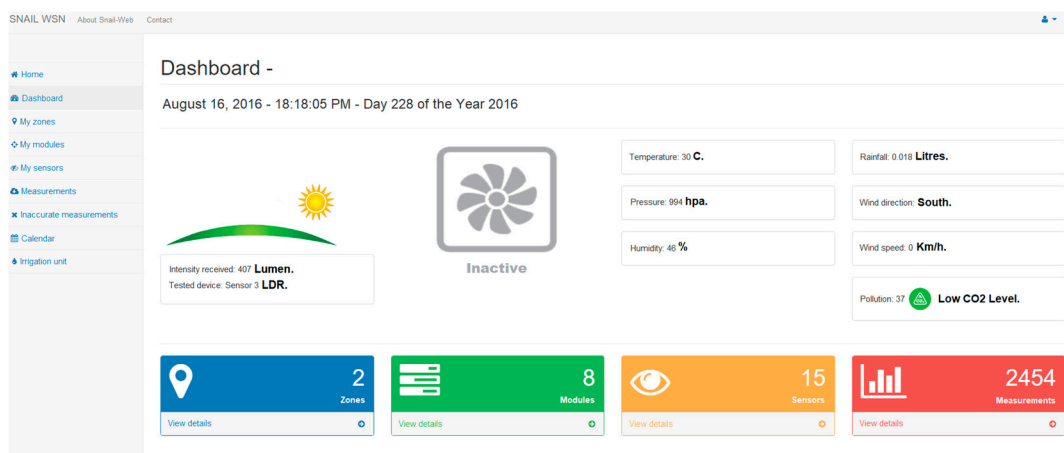 SNAIL WSN About Snail-Web Contact
Home
Dashboard
My zones
My modules
My sensors
Measurements
Inaccurate measurements
Calendar
Irrigation unit
Dashboard -
August 16, 2016 - 18:18:05 PM - Day 228 of the Year 2016
Intensity received: 407 Lumen.
Tested device: Sensor 3 LDR.
Inactive
Temperature: 30 C.
Pressure: 994 hpa.
Humidity: 46 %
Rainfall: 0.018 Litres.
Wind direction: South.
Wind speed: 0 Km/h.
Pollution: 37 Low CO2 Level.
2
Zones
View details
8
Modules
View details
15
Sensors
View details
2454
Measurements
View details